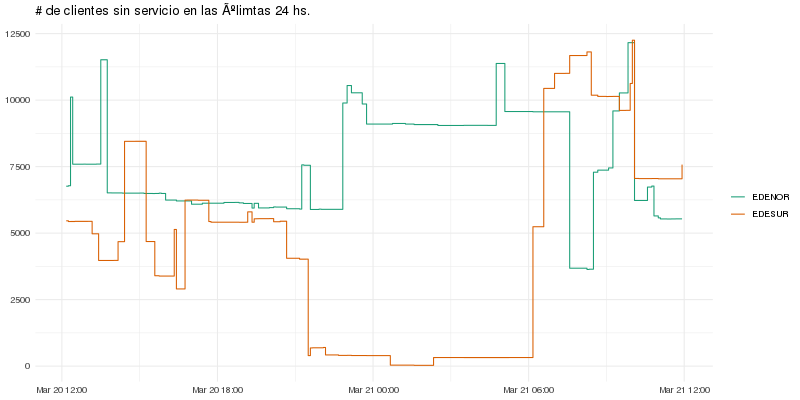 # de clientes sin servicio en las Ãºlimtas 24 hs.
12500
10000
7500
5000
2500
0
Mar 20 12:00
Mar 20 18:00
Mar 21 00:00
Mar 21 06:00
Mar 21 12:00
EDENOR
EDESUR